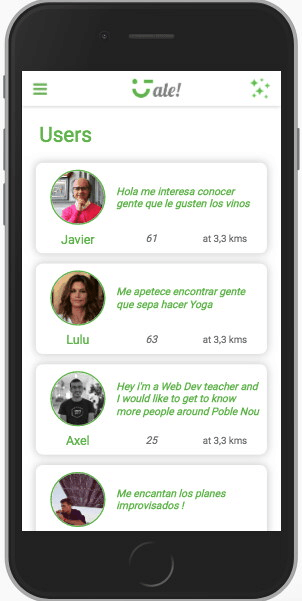 ale!
Users
Hola me interesa conocer
gente que le gusten los vinos
Javier 61 at 3,3 kms
Me apetece encontrar gente
que sepa hacer Yoga
Lulu 63 at 3,3 kms
Hey i'm a Web Dev teacher and
I would like to get to know
more people around Poble Nou
Axel 25 at 3,3 kms
Me encantan los planes
improvisados !